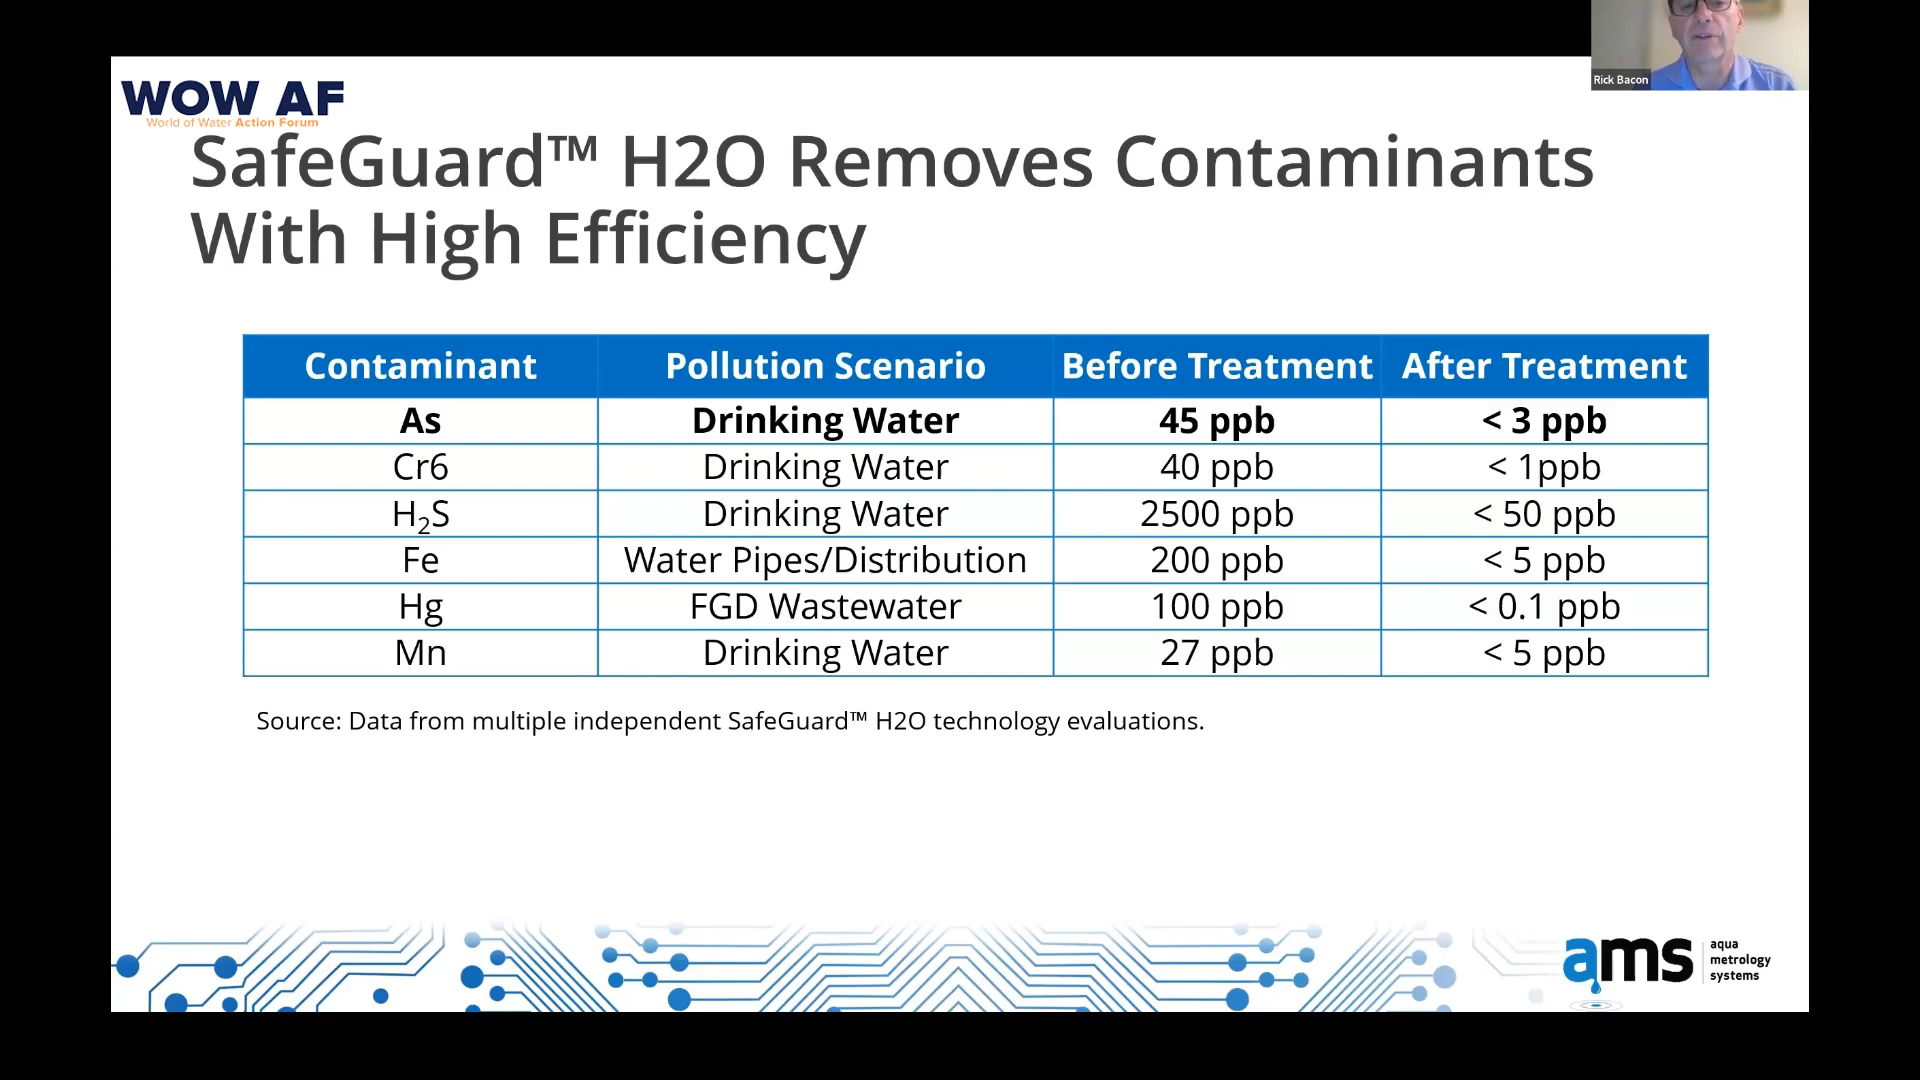 Rick Bacon
WOW AF
World of Water Action Forum
SafeGuard™ H2O Removes Contaminants
With High Efficiency
Contaminant Pollution Scenario Before Treatment After Treatment
As Drinking Water 45 ppb < 3 ppb
Cr6 Drinking Water 40 ppb < 1ppb
H₂S Drinking Water 2500 ppb < 50 ppb
Fe Water Pipes/Distribution 200 ppb < 5 ppb
Hg FGD Wastewater 100 ppb < 0.1 ppb
Mn Drinking Water 27 ppb < 5 ppb
Source: Data from multiple independent SafeGuard™ H2O technology evaluations.
ams
aqua
metrology
systems